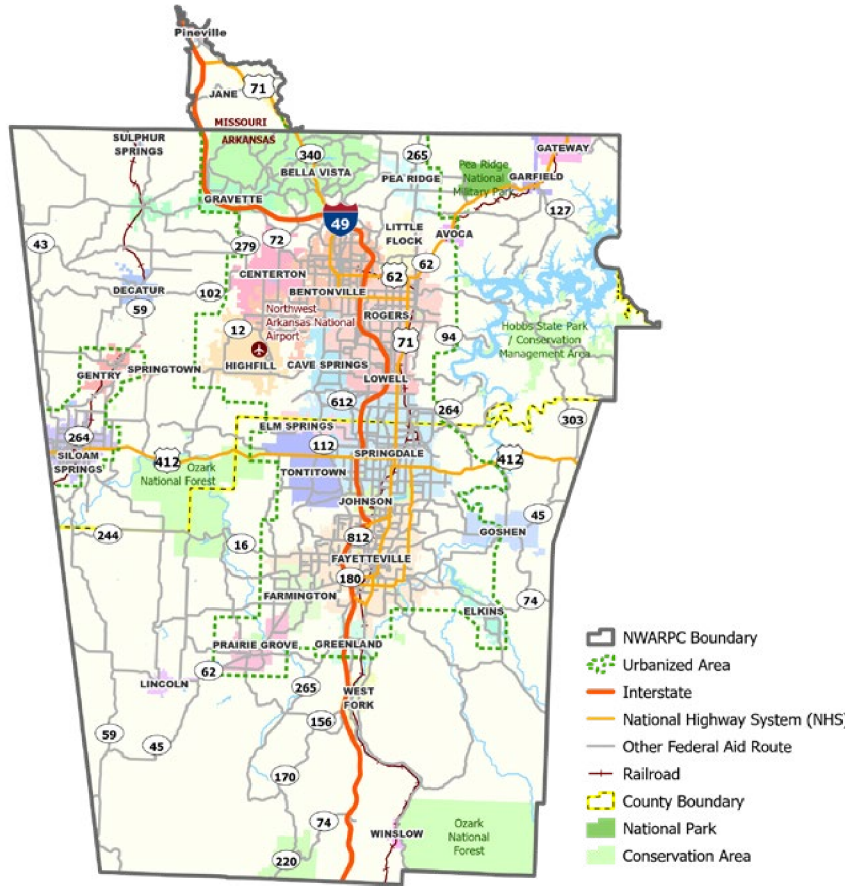 Pineville
71
JANE
MISSOURI
ARKANSAS
SULPHUR
SPRINGS
340
BELLA VISTA
265
PEA RIDGE
Pea Ridge
National
Military Park
GATEWAY
GARFIELD
127
GRAVETTE
49
LITTLE
FLOCK
AVOCA
43
279
72
62
62
CENTERTON
BENTONVILLE
DECATUR
59
102
Northwest
Arkansas National
Airport
ROGERS
12
HIGHFILL
71
94
Hobbs State Park
/ Conservation
Management Area
CAVE SPRINGS
LOWELL
GENTRY
SPRINGTOWN
612
264
303
ELM SPRINGS
264
SILOAM
SPRINGS
412
112
SPRINGDALE
412
Ozark
National Forest
TONTITOWN
JOHNSON
45
GOSHEN
244
16
812
FAYETTEVILLE
180
FARMINGTON
74
ELKINS
PRAIRIE GROVE
GREENLAND
62
LINCOLN
265
WEST
FORK
156
59
45
170
74
WINSLOW
Ozark
National
Forest
220
NWARPC Boundary
Urbanized Area
Interstate
National Highway System (NHS)
Other Federal Aid Route
Railroad
County Boundary
National Park
Conservation Area